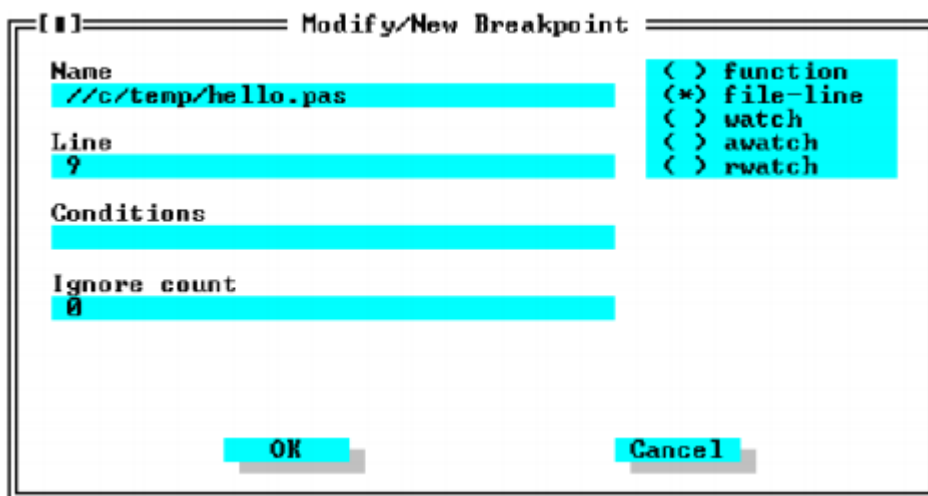 [■] Modify/New Breakpoint
Name
//c/temp/hello.pas
Line
9
Conditions
Ignore count
0
( ) function
(*) file-line
( ) watch
( ) awatch
( ) rwatch
OK
Cancel